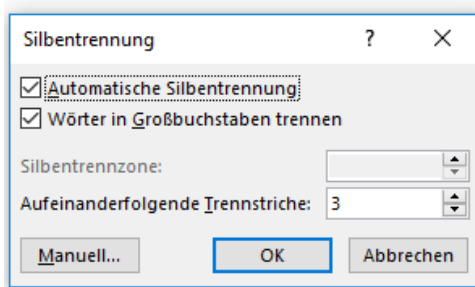 Silbentrennung ?
Automatische Silbentrennung
Wörter in Großbuchstaben trennen
Silbentrennzone:
Aufeinanderfolgende Trennstriche: 3
Manuell... OK Abbrechen